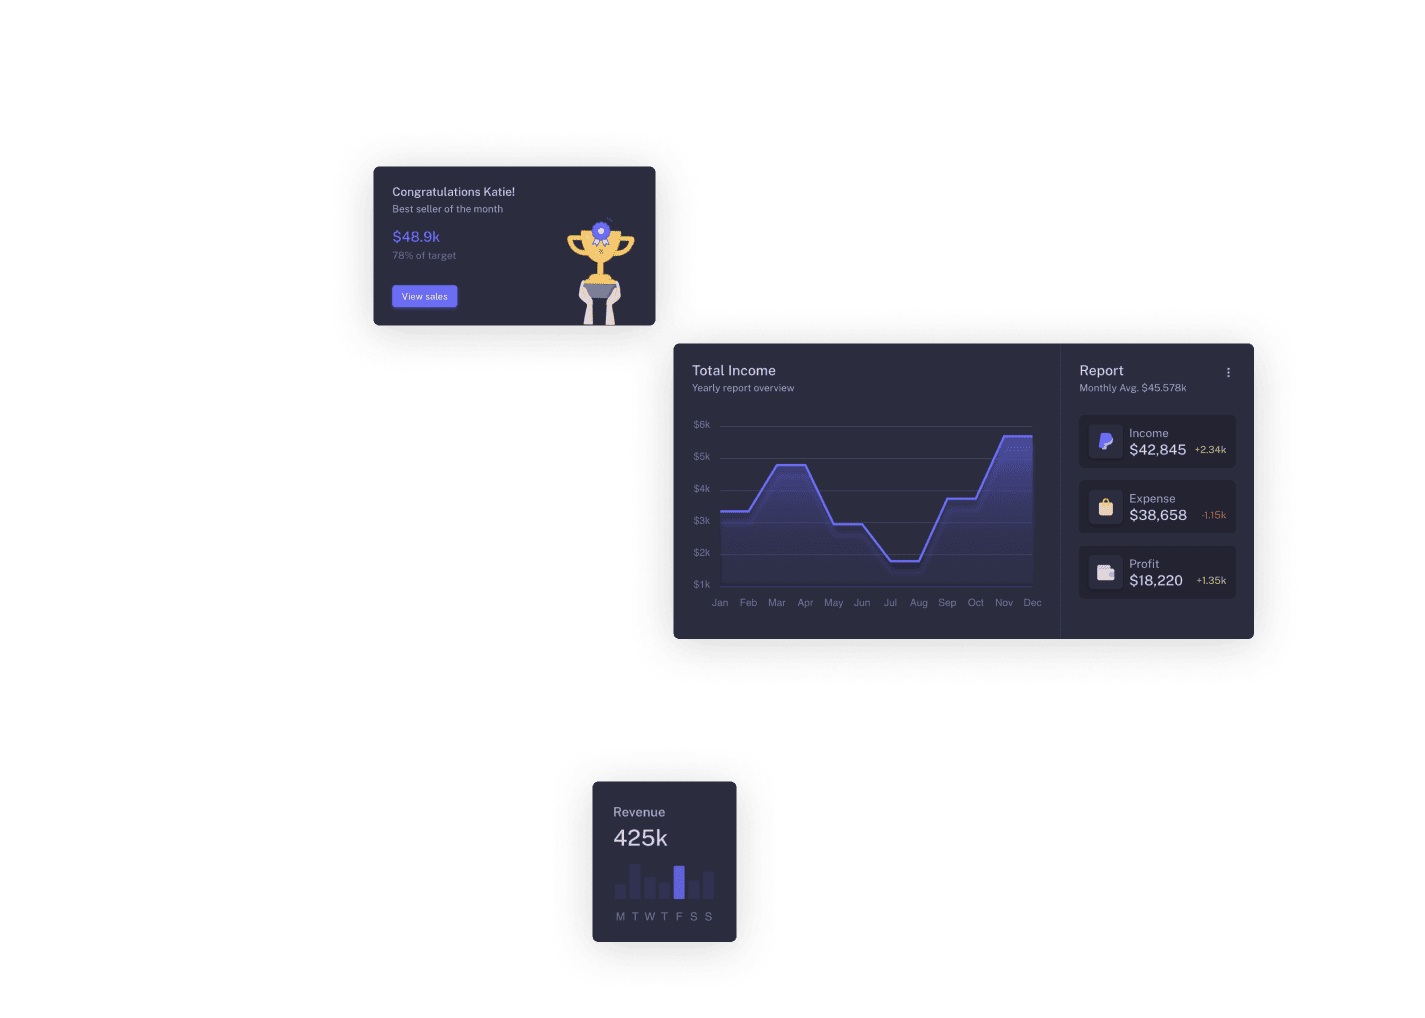 Congratulations Katie!
Best seller of the month
$48.9k
78% of target
View sales
Total Income
Yearly report overview
$6k
$5k
$4k
$3k
$2k
$1k
Jan Feb Mar Apr May Jun Jul Aug Sep Oct Nov Dec
Report
Monthly Avg. $45.578k
Income
$42,845 +2.34k
Expense
$38,658 -1.15k
Profit
$18,220 +1.35k
Revenue
425k
M T W T F S S